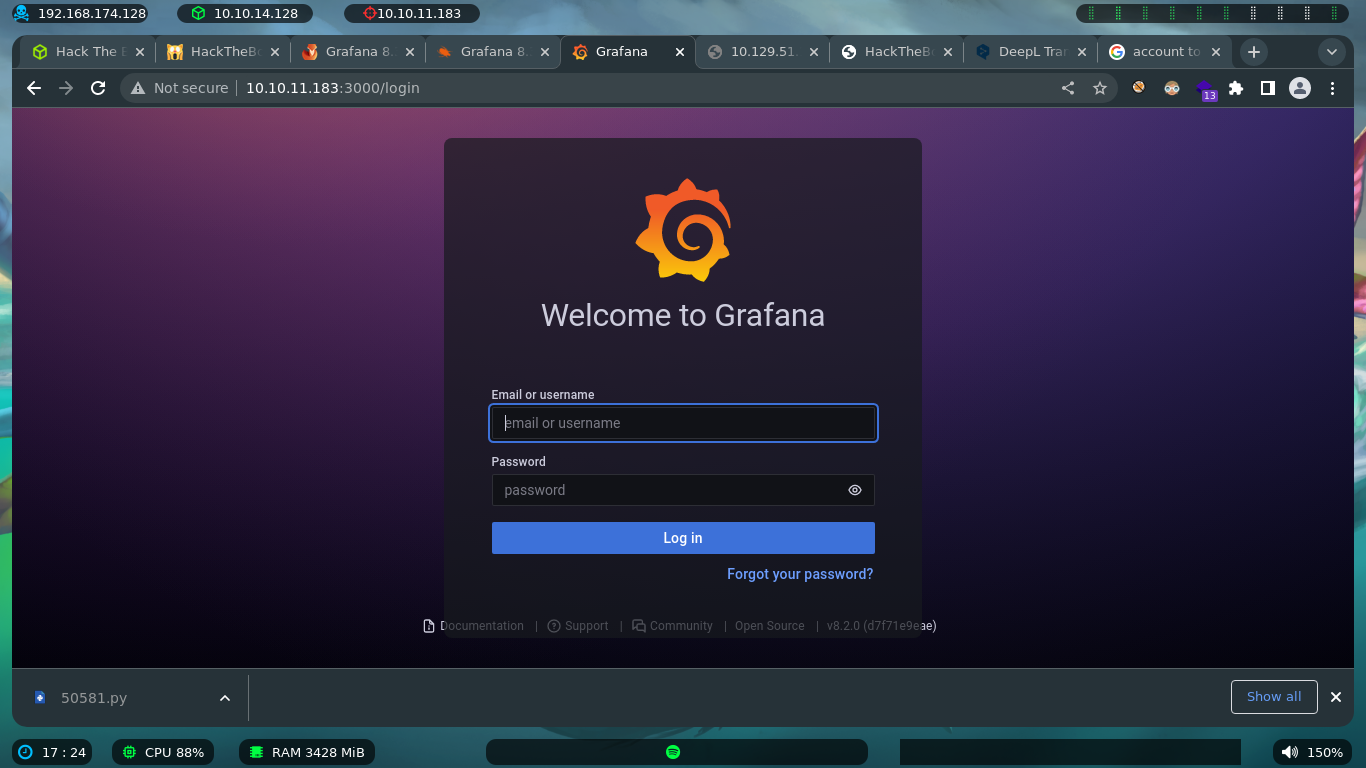 192.168.174.128 10.10.14.128 10.10.11.183
Hack The E HackTheBo Grafana 8. Grafana 8. Grafana 10.129.51. HackTheBo DeepL Tran account to
Not secure 10.10.11.183:3000/login 13
Welcome to Grafana
Email or username
email or username
Password
password
Log in
Forgot your password?
Documentation | Support | Community | Open Source | v8.2.0 (d7f71e9eae)
50581.py Show all
17 : 24 CPU 88% RAM 3428 MiB 150%